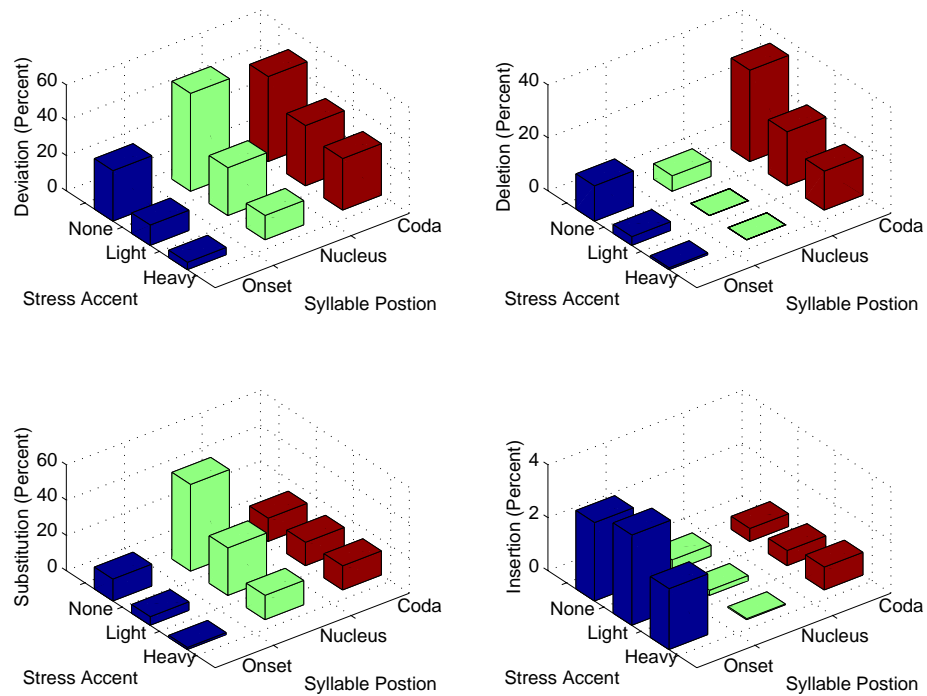 Deviation (Percent)
60
40
20
0
None
Light
Heavy
Stress Accent
Onset
Nucleus
Coda
Syllable Postion
Deletion (Percent)
40
20
0
None
Light
Heavy
Stress Accent
Onset
Nucleus
Coda
Syllable Postion
Substitution (Percent)
60
40
20
0
None
Light
Heavy
Stress Accent
Onset
Nucleus
Coda
Syllable Postion
Insertion (Percent)
4
2
0
None
Light
Heavy
Stress Accent
Onset
Nucleus
Coda
Syllable Postion